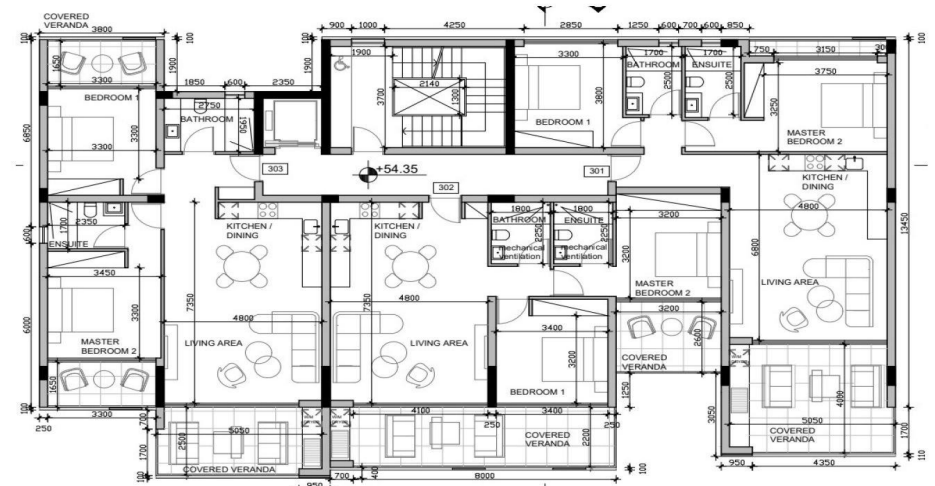 COVERED
VERANDA
3800
900
1000
4250
2850
1250
600
700
600
850
100
100
100
100
1650
3300
1900
1900
1850
600
2350
1900
3300
1700
1700
750
3150
BEDROOM 1
2750
1950
BATHROOM
3700
2140
1300
3800
BEDROOM 1
BATHROOM
2500
ENSUITE
2500
3750
3250
MASTER
BEDROOM 2
6850
3300
3300
303
+54.35
302
301
1700
2350
600
ENSUITE
KITCHEN /
DINING
KITCHEN /
DINING
1800
BATHROOM
2250
mechanical
ventilation
1800
ENSUITE
2250
mechanical
ventilation
3200
3200
KITCHEN /
DINING
4800
6800
13450
3450
3300
6000
7350
4800
LIVING AREA
7350
4800
LIVING AREA
MASTER
BEDROOM 2
LIVING AREA
MASTER
BEDROOM 2
3400
3200
BEDROOM 1
3200
2600
COVERED
VERANDA
1650
3300
250
100
1250
3050
4000
5050
COVERED
VERANDA
1700
2500
5050
COVERED VERANDA
4100
250
3400
2200
COVERED
VERANDA
1700
100
950
700
400
8000
100
950
4350
110